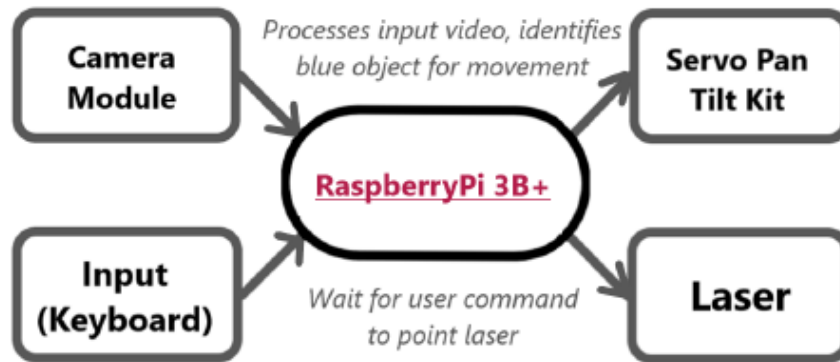 Camera
Module
Processes input video, identifies
blue object for movement
Servo Pan
Tilt Kit
RaspberryPi 3B+
Input
(Keyboard)
Wait for user command
to point laser
Laser